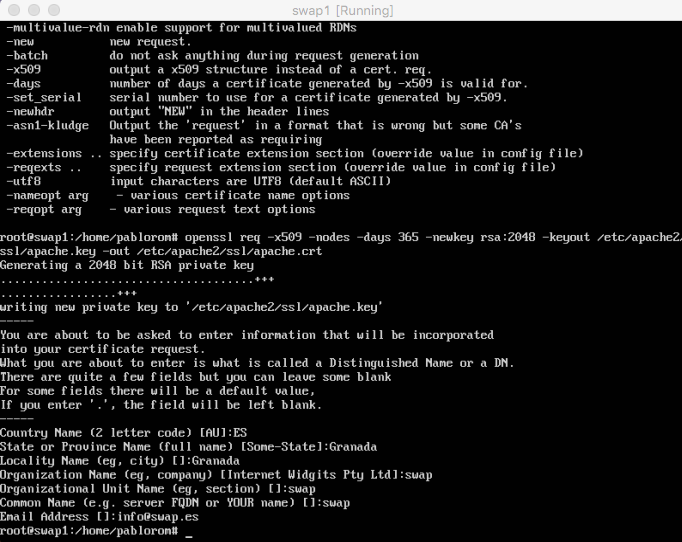 swap1 [Running]
-multivalue-rdn enable support for multivalued RDNs
-new           new request.
-batch         do not ask anything during request generation
-x509          output a x509 structure instead of a cert. req.
-days          number of days a certificate generated by -x509 is valid for.
-set_serial    serial number to use for a certificate generated by -x509.
-newhdr        output "NEW" in the header lines
-asn1-kludge   Output the 'request' in a format that is wrong but some CA's
               have been reported as requiring
-extensions .. specify certificate extension section (override value in config file)
-reqexts ..    specify request extension section (override value in config file)
-utf8          input characters are UTF8 (default ASCII)
-nameopt arg    - various certificate name options
-reqopt arg    - various request text options
root@swap1:/home/pablorom# openssl req -x509 -nodes -days 365 -newkey rsa:2048 -keyout /etc/apache2/
ssl/apache.key -out /etc/apache2/ssl/apache.crt
Generating a 2048 bit RSA private key
.....................................+++
.................+++
writing new private key to '/etc/apache2/ssl/apache.key'
-----
You are about to be asked to enter information that will be incorporated
into your certificate request.
What you are about to enter is what is called a Distinguished Name or a DN.
There are quite a few fields but you can leave some blank
For some fields there will be a default value,
If you enter '.', the field will be left blank.
-----
Country Name (2 letter code) [AU]:ES
State or Province Name (full name) [Some-State]:Granada
Locality Name (eg, city) []:Granada
Organization Name (eg, company) [Internet Widgits Pty Ltd]:swap
Organizational Unit Name (eg, section) []:swap
Common Name (e.g. server FQDN or YOUR name) []:swap
Email Address []:info@swap.es
root@swap1:/home/pablorom# _